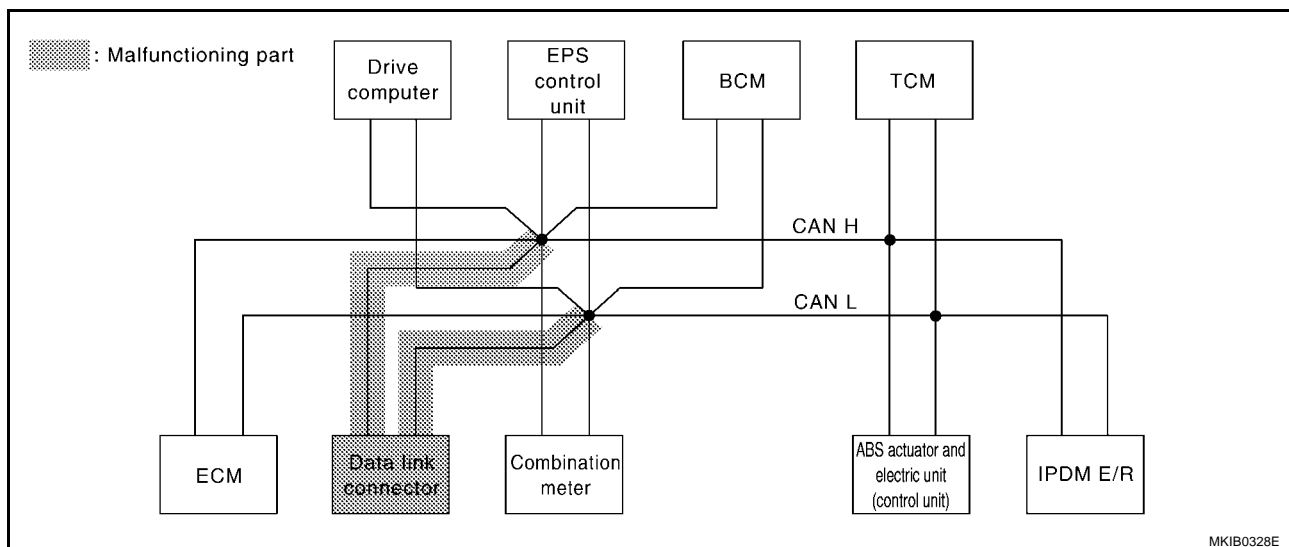 : Malfunctioning part
Drive
computer
EPS
control
unit
BCM
TCM
CAN H
CAN L
ECM
Data link
connector
Combination
meter
ABS actuator and
electric unit
(control unit)
IPDM E/R
MKIB0328E